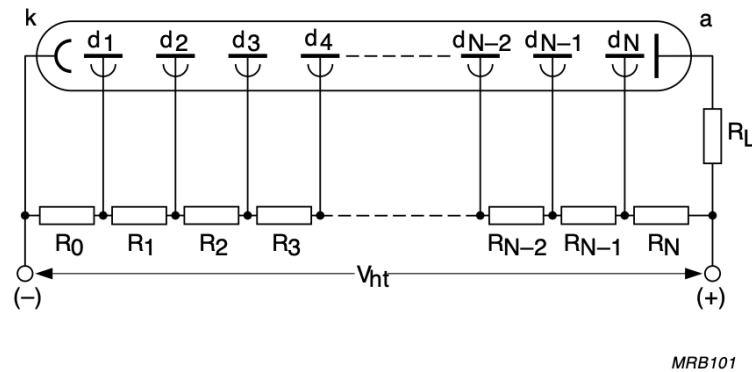 k a
d1 d2 d3 d4 dN–2 dN–1 dN
RL
R0 R1 R2 R3 RN–2 RN–1 RN
Vht
(–) (+)
MRB101